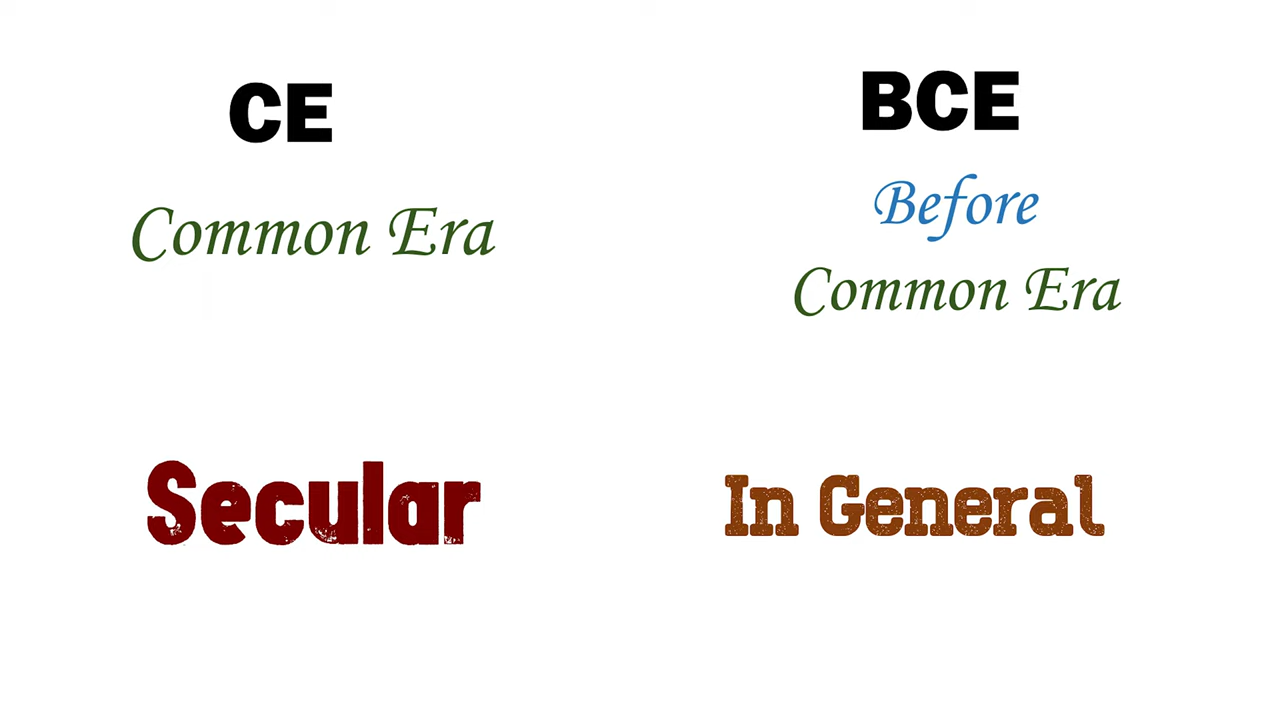 CE
Common Era
BCE
Before
Common Era
Secular
In General